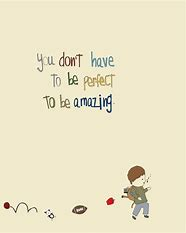 you don't have
to be perfect
to be amazing.